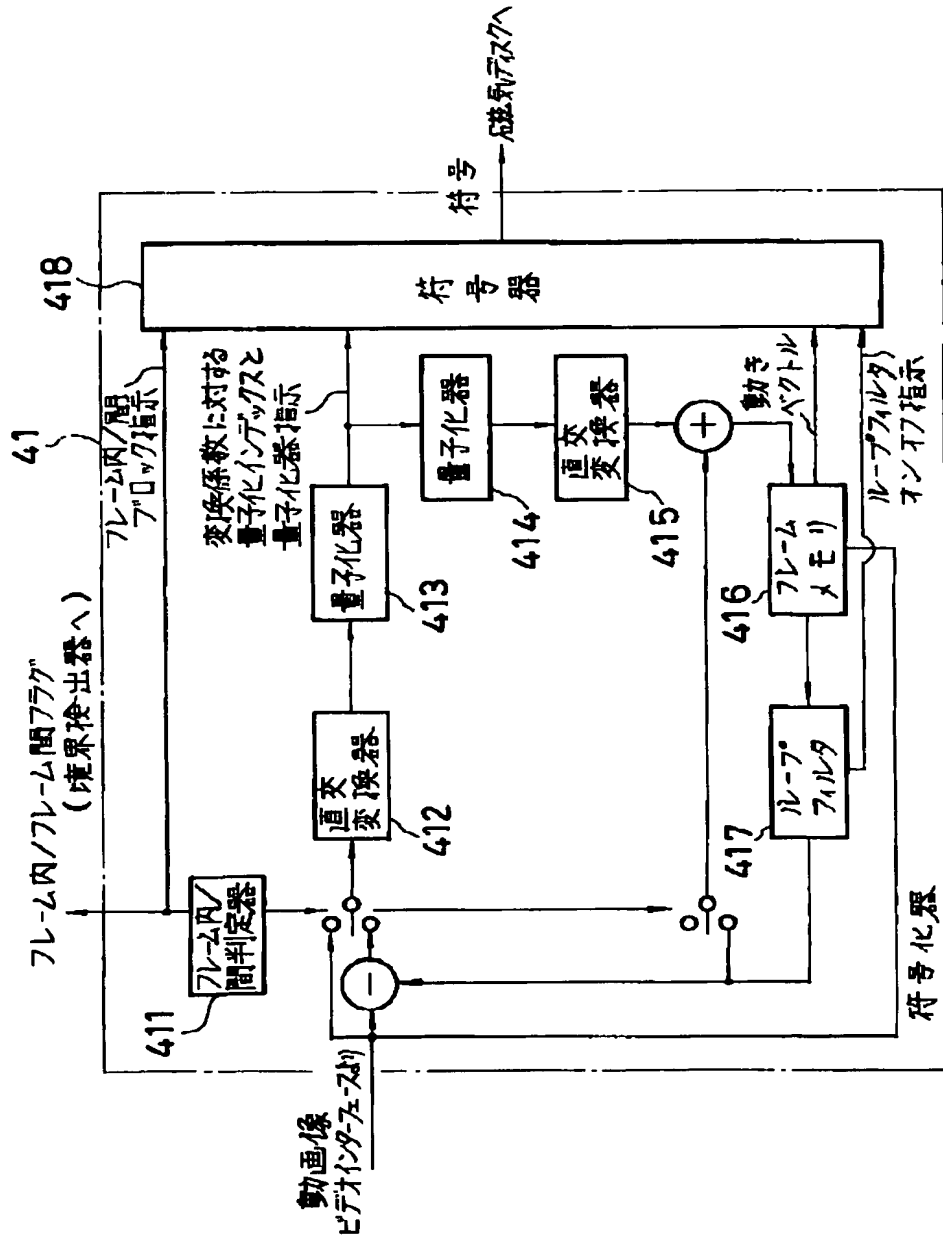 フレーム内/フレーム間フラグ
(境界検出器へ)
41
フレーム内/間
ブロック指示
418
符号器
符号
磁気ディスクへ
フレーム内/
間判定器
411
変換係数に対する
量子化インデックスと
量子化器指示
直交
変換器
412
量子化器
413
量子化器
414
直交
変換器
415
動画像
ビデオインターフェースより
−
+
動き
ベクトル
フレーム
メモリ
416
ループ
フィルタ
417
ループフィルタ
オンオフ指示
符号化器